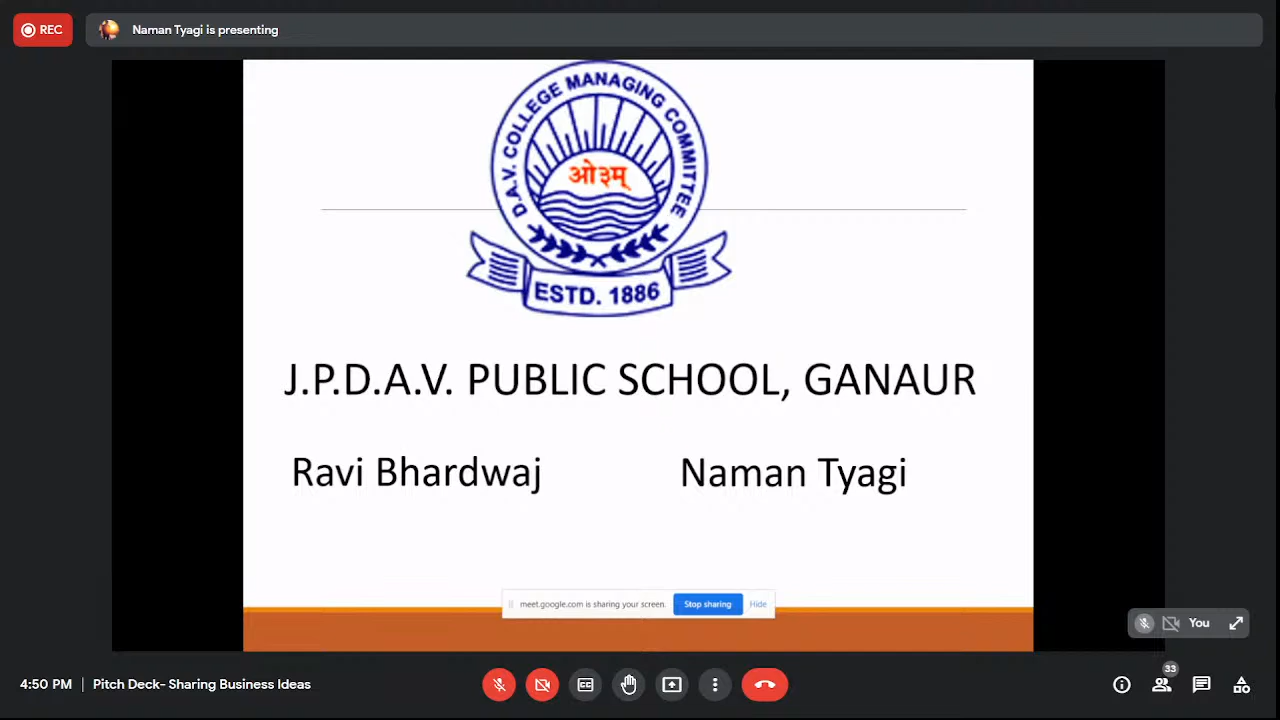 REC
Naman Tyagi is presenting
D.A.V. COLLEGE MANAGING COMMITTEE
ओ३म्
ESTD. 1886
J.P.D.A.V. PUBLIC SCHOOL, GANAUR
Ravi Bhardwaj Naman Tyagi
meet.google.com is sharing your screen. Stop sharing Hide
You
33
4:50 PM | Pitch Deck- Sharing Business Ideas